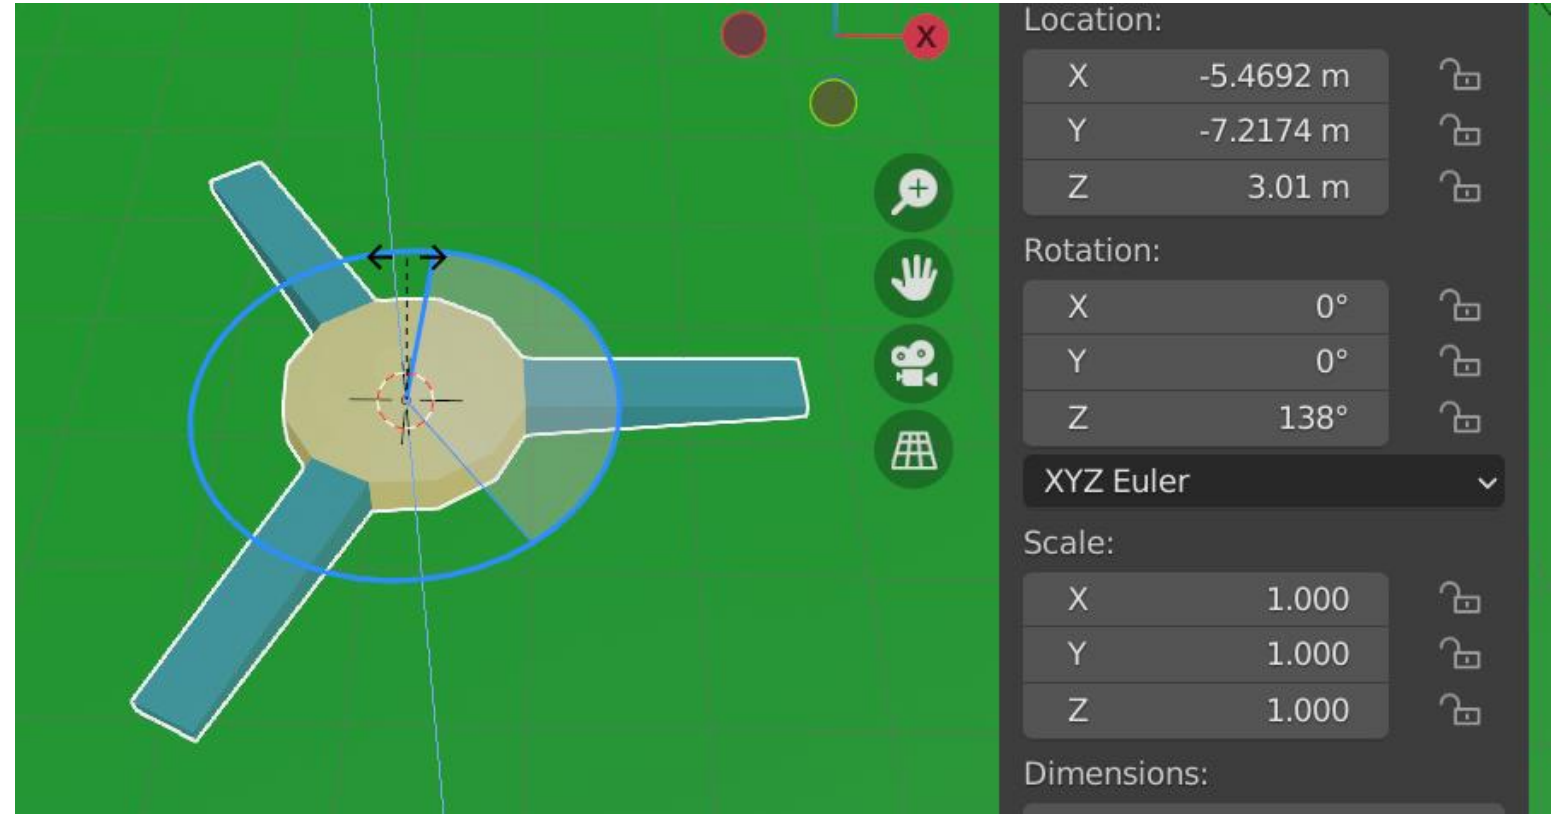 X
Location:
X -5.4692 m
Y -7.2174 m
Z 3.01 m
Rotation:
X 0°
Y 0°
Z 138°
XYZ Euler
Scale:
X 1.000
Y 1.000
Z 1.000
Dimensions: